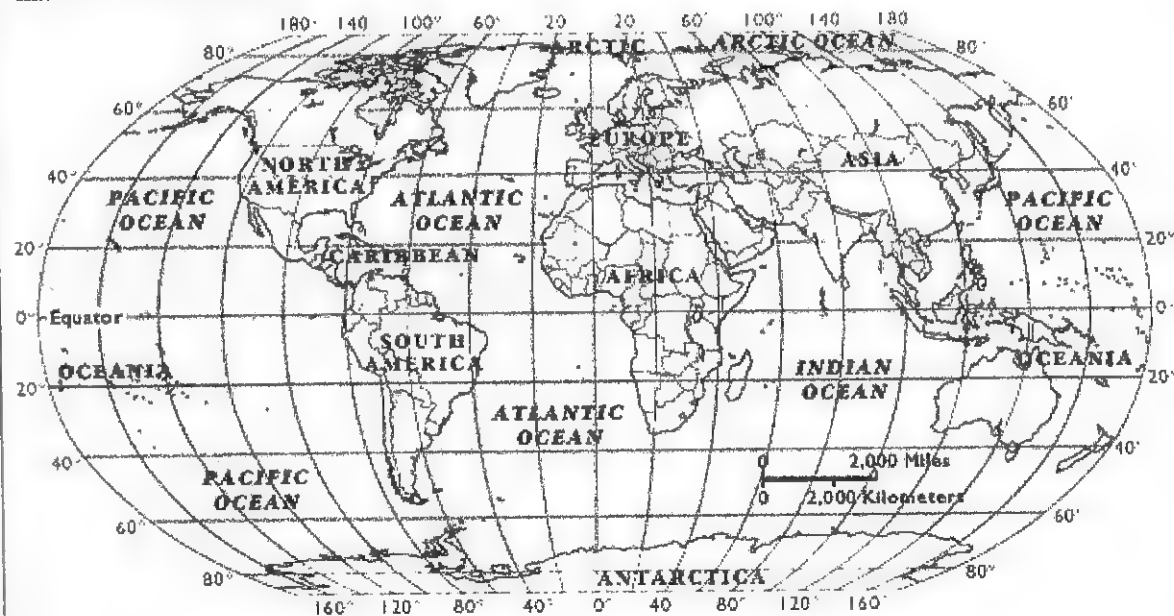 180° 140 100° 60° 20 20 60° 100° 140 180
80° ARCTIC ARCTIC OCEAN 80°
60° EUROPE 60°
NORTH ASIA
40° AMERICA 40°
PACIFIC ATLANTIC PACIFIC
OCEAN OCEAN OCEAN
20° CARIBBEAN 20°
AFRICA
0° Equator 0
SOUTH
OCEANIA AMERICA INDIAN OCEANIA
20° OCEAN 20°
ATLANTIC
OCEAN
40° 40°
0 2,000 Miles
PACIFIC 0 2,000 Kilometers
OCEAN
60° 60°
80° ANTARCTICA 80°
160° 120° 80° 40° 0° 40 80° 120 160°